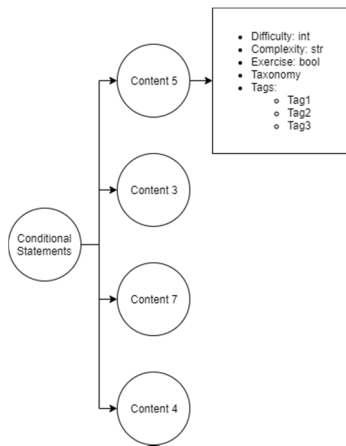 Content 5
Difficulty: int
Complexity: str
Exercise: bool
Taxonomy
Tags:
Tag1
Tag2
Tag3
Content 3
Conditional
Statements
Content 7
Content 4